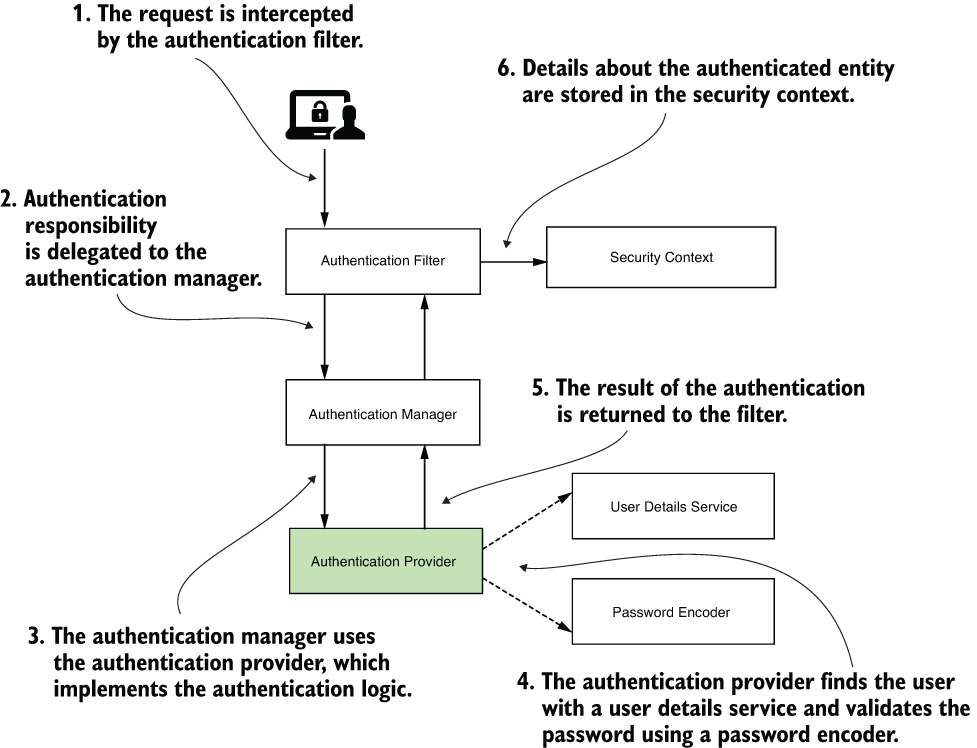 1. The request is intercepted
by the authentication filter.
6. Details about the authenticated entity
are stored in the security context.
2. Authentication
responsibility
is delegated to the
authentication manager.
Authentication Filter
Security Context
Authentication Manager
5. The result of the authentication
is returned to the filter.
User Details Service
Authentication Provider
Password Encoder
3. The authentication manager uses
the authentication provider, which
implements the authentication logic.
4. The authentication provider finds the user
with a user details service and validates the
password using a password encoder.